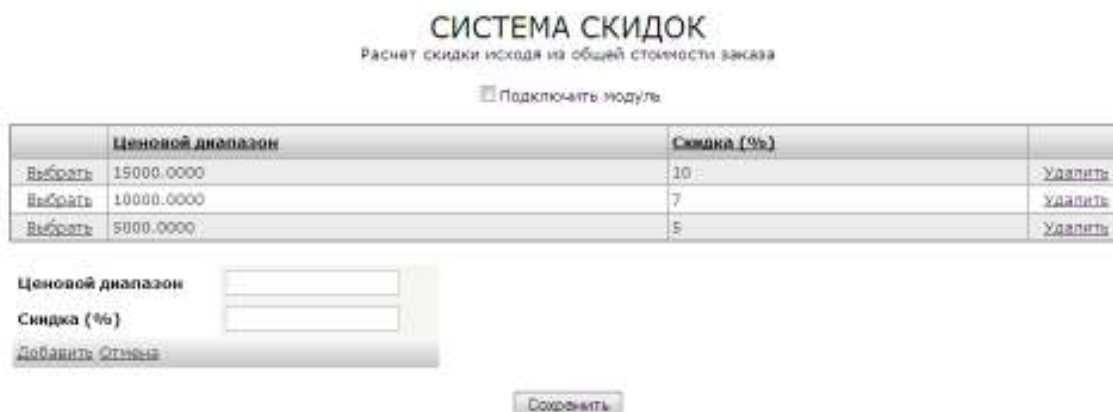 СИСТЕМА СКИДОК
Расчет скидки исходя из общей стоимости заказа
Подключить модуль
Ценовой диапазон Скидка (%)
Выбрать 15000.0000 10 Удалить
Выбрать 10000.0000 7 Удалить
Выбрать 5000.0000 5 Удалить
Ценовой диапазон
Скидка (%)
Добавить Отмена
Сохранить